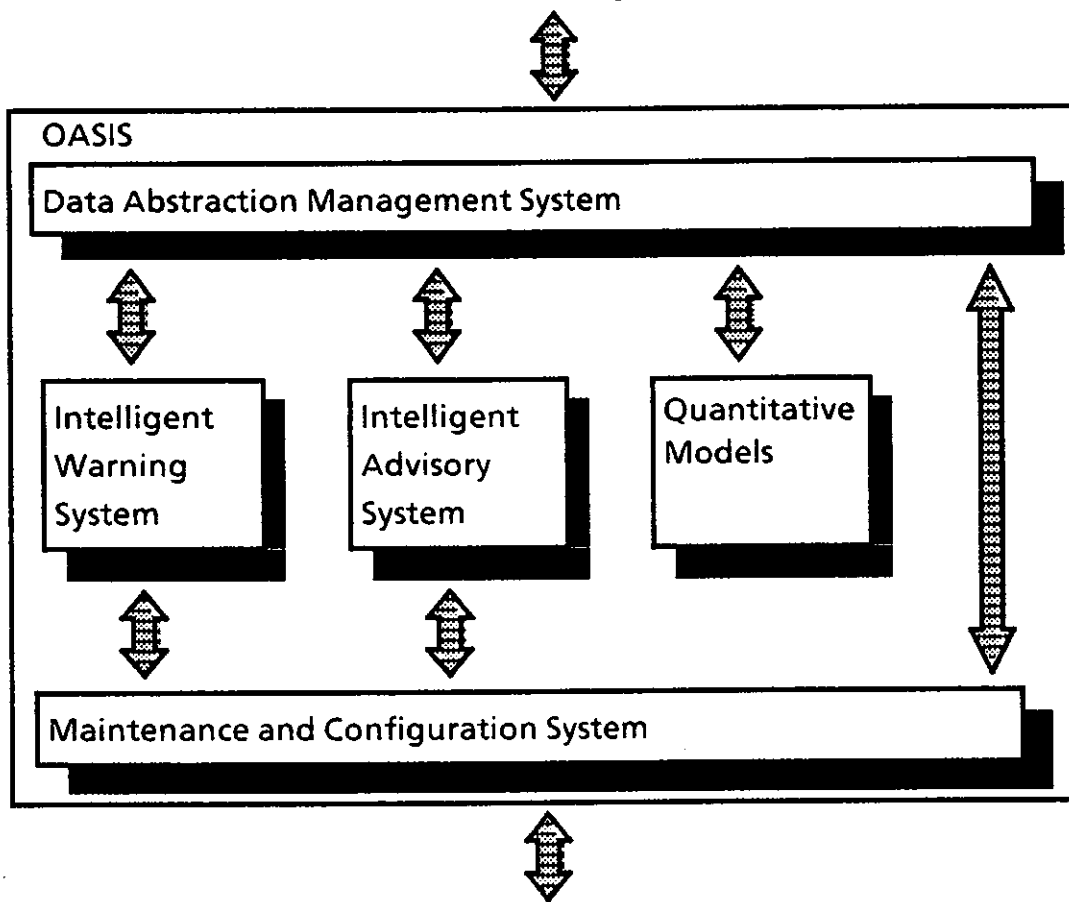 OASIS
Data Abstraction Management System
Intelligent
Warning
System
Intelligent
Advisory
System
Quantitative
Models
Maintenance and Configuration System